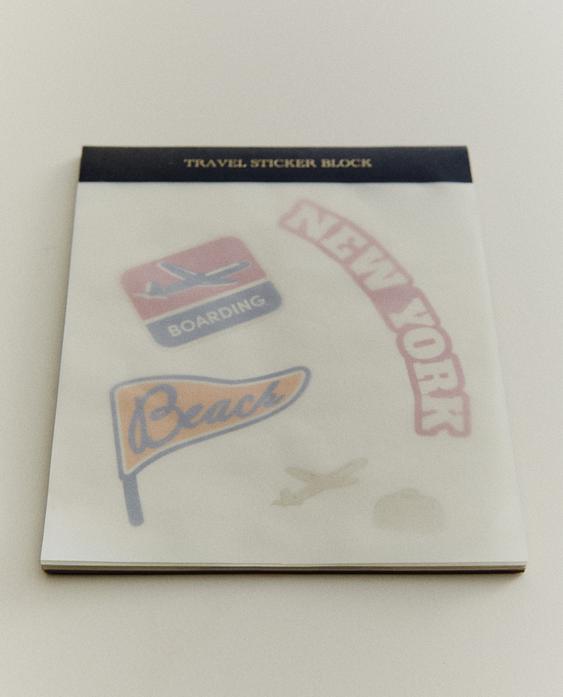 TRAVEL STICKER BLOCK
NEW YORK
BOARDING
Beach